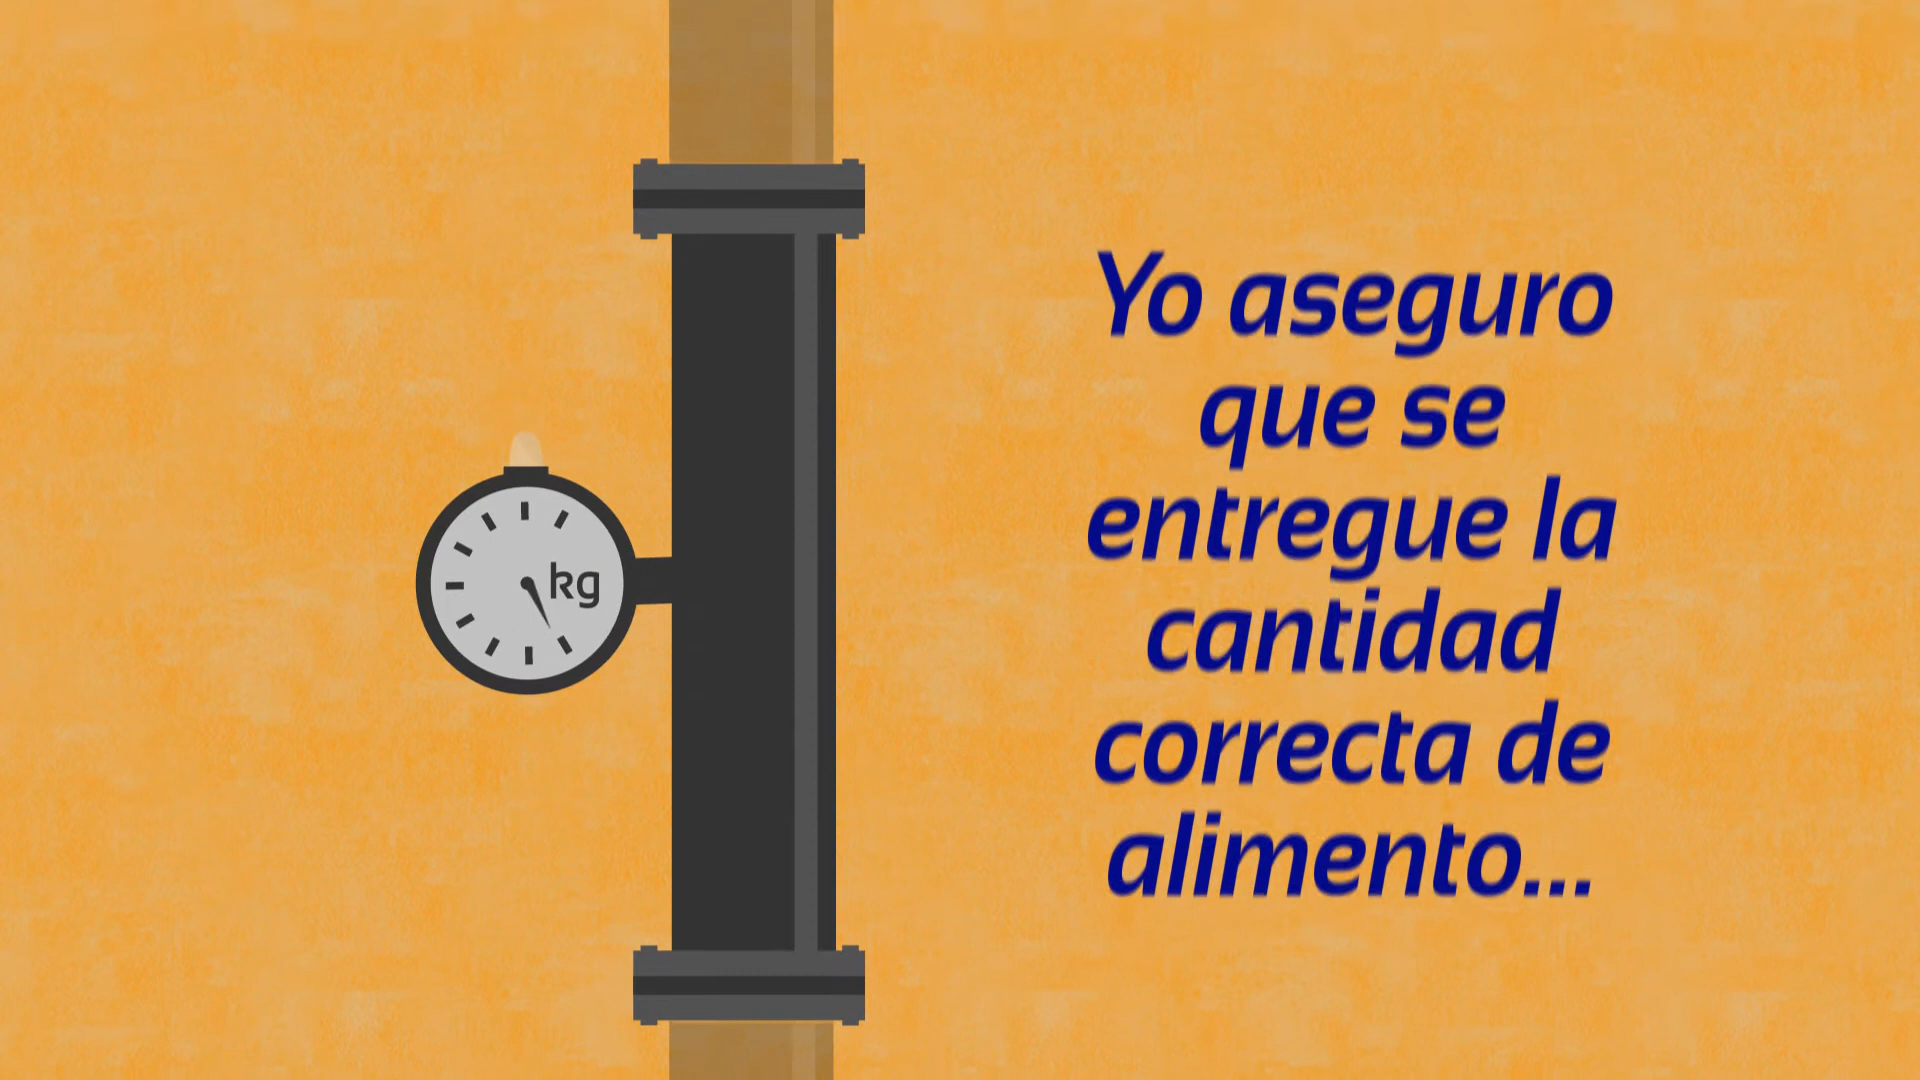 kg
Yo aseguro
que se
entregue la
cantidad
correcta de
alimento...